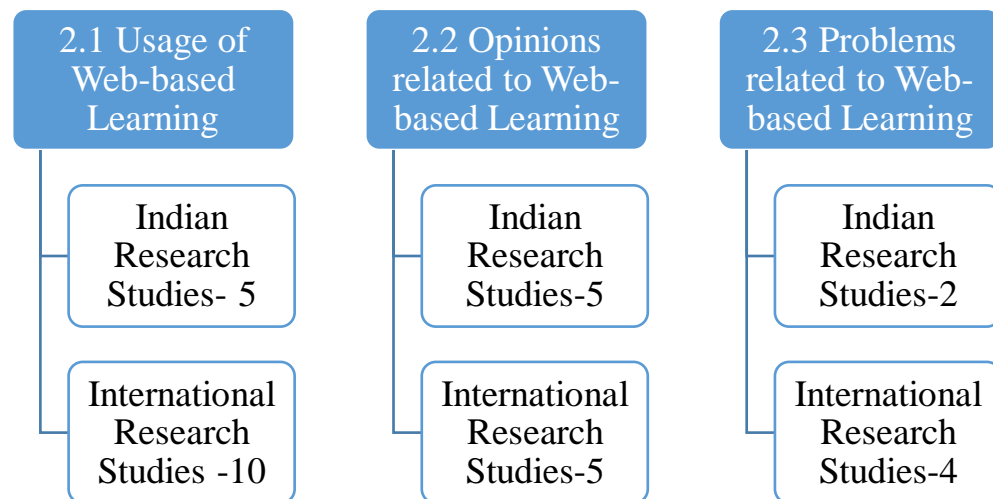 2.1 Usage of
Web-based
Learning
Indian
Research
Studies- 5
International
Research
Studies -10
2.2 Opinions
related to Web-
based Learning
Indian
Research
Studies-5
International
Research
Studies-5
2.3 Problems
related to Web-
based Learning
Indian
Research
Studies-2
International
Research
Studies-4